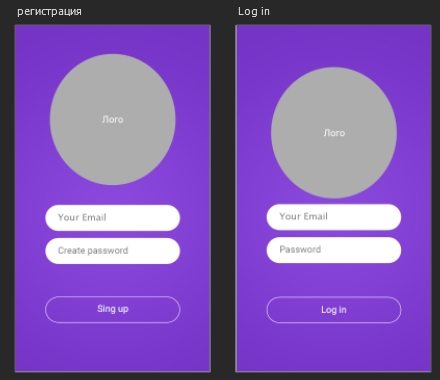 регистрация
Лого
Your Email
Create password
Sing up
Log in
Лого
Your Email
Password
Log in